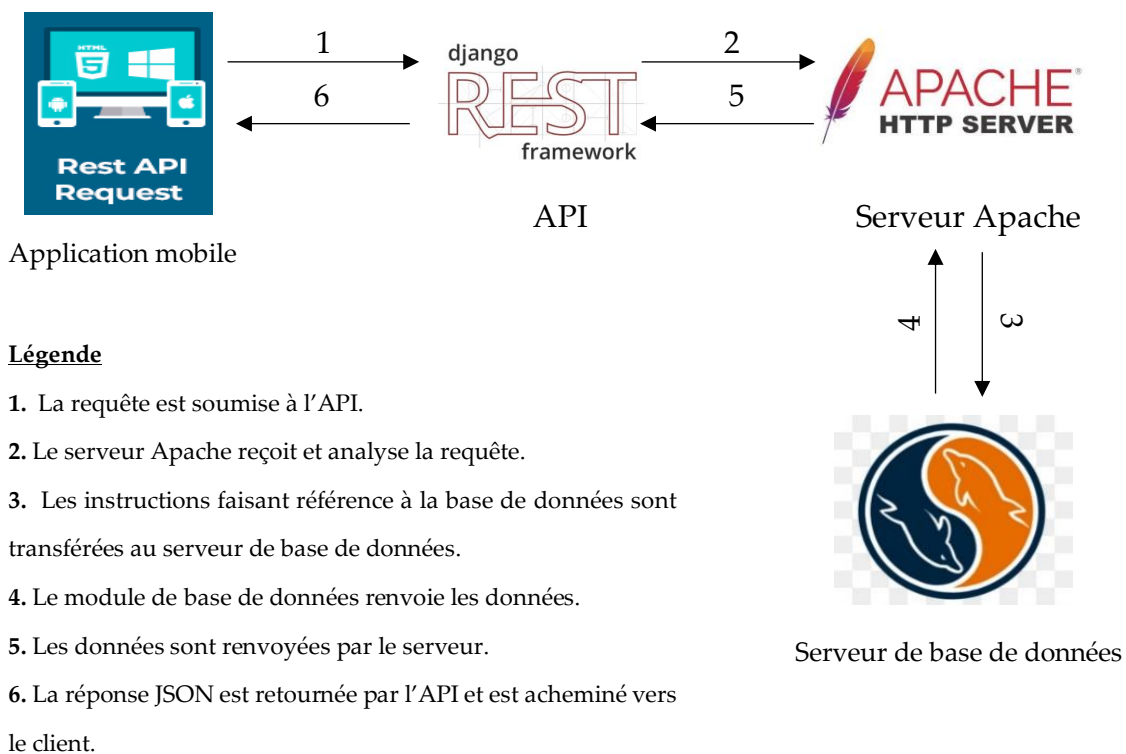 HTML
5
Rest API
Request
Application mobile
1
6
django
REST
framework
API
2
5
APACHE®
HTTP SERVER
Serveur Apache
4
3
Serveur de base de données
Légende
1. La requête est soumise à l’API.
2. Le serveur Apache reçoit et analyse la requête.
3. Les instructions faisant référence à la base de données sont
transférées au serveur de base de données.
4. Le module de base de données renvoie les données.
5. Les données sont renvoyées par le serveur.
6. La réponse JSON est retournée par l’API et est acheminé vers
le client.